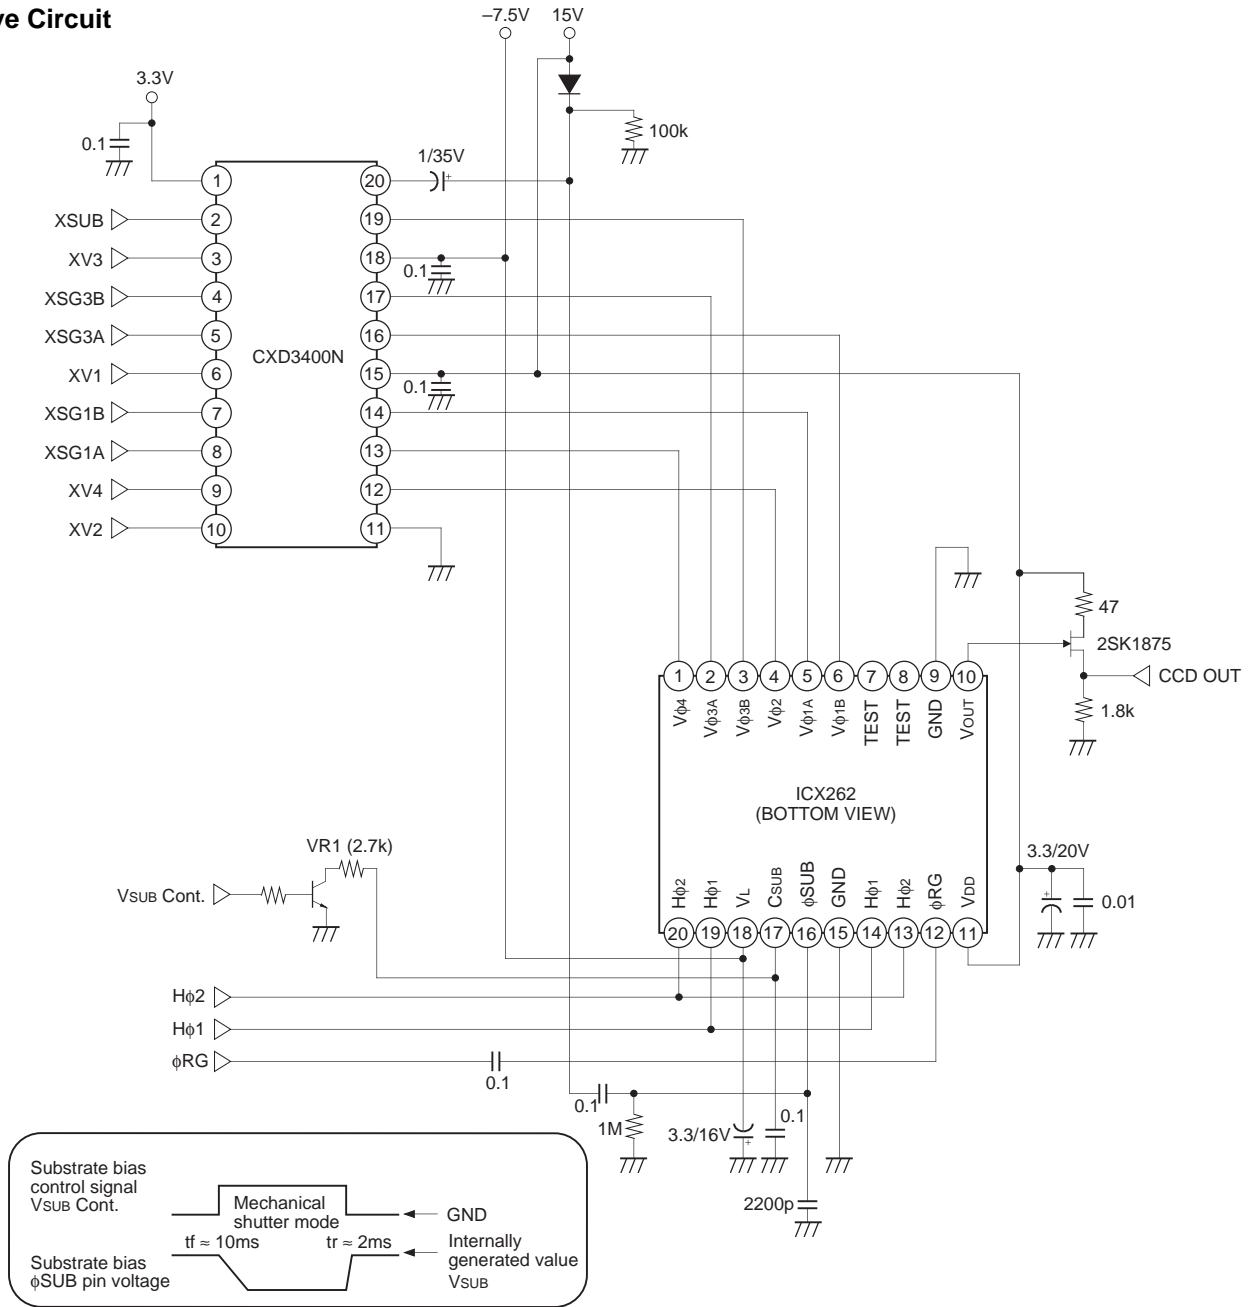 ve Circuit
–7.5V 15V
3.3V
0.1
100k
1/35V
1 20
XSUB 2 19
XV3 3 18
0.1
XSG3B 4 17
XSG3A 5 16
CXD3400N
XV1 6 15
0.1
XSG1B 7 14
XSG1A 8 13
XV4 9 12
XV2 10 11
47
2SK1875
CCD OUT
1.8k
1 2 3 4 5 6 7 8 9 10
Vφ4 Vφ3A Vφ3B Vφ2 Vφ1A Vφ1B TEST TEST GND VOUT
ICX262
(BOTTOM VIEW)
VR1 (2.7k)
VSUB Cont.
3.3/20V
0.01
Hφ2 Hφ1 VL CSUB φSUB GND Hφ1 Hφ2 φRG VDD
20 19 18 17 16 15 14 13 12 11
Hφ2
Hφ1
φRG
0.1
0.1
1M
3.3/16V
0.1
2200p
Substrate bias
control signal
VSUB Cont.
Mechanical
shutter mode
GND
tf ≈ 10ms tr ≈ 2ms
Internally
generated value
VSUB
Substrate bias
φSUB pin voltage